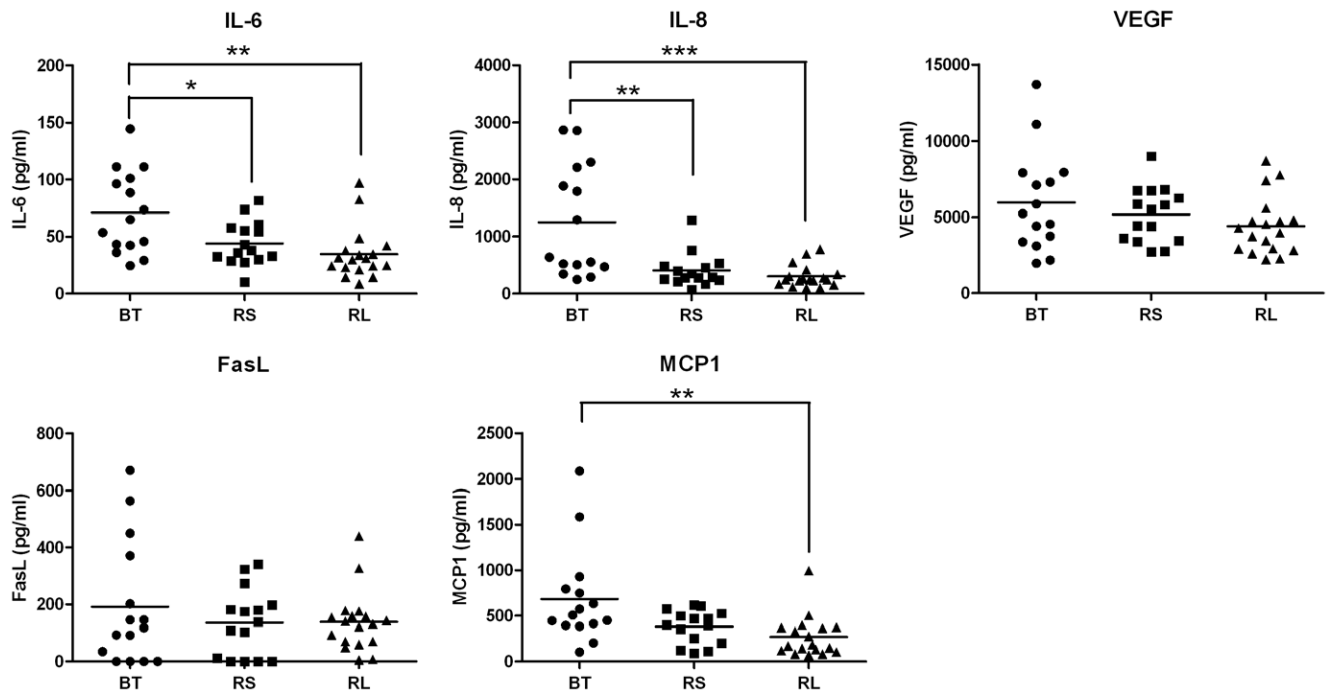 IL-6
**
*
IL-6 (pg/ml)
200
150
100
50
0
BT RS RL
IL-8
***
**
IL-8 (pg/ml)
4000
3000
2000
1000
0
BT RS RL
VEGF
VEGF (pg/ml)
15000
10000
5000
0
BT RS RL
FasL
FasL (pg/ml)
800
600
400
200
0
BT RS RL
MCP1
**
MCP1 (pg/ml)
2500
2000
1500
1000
500
0
BT RS RL